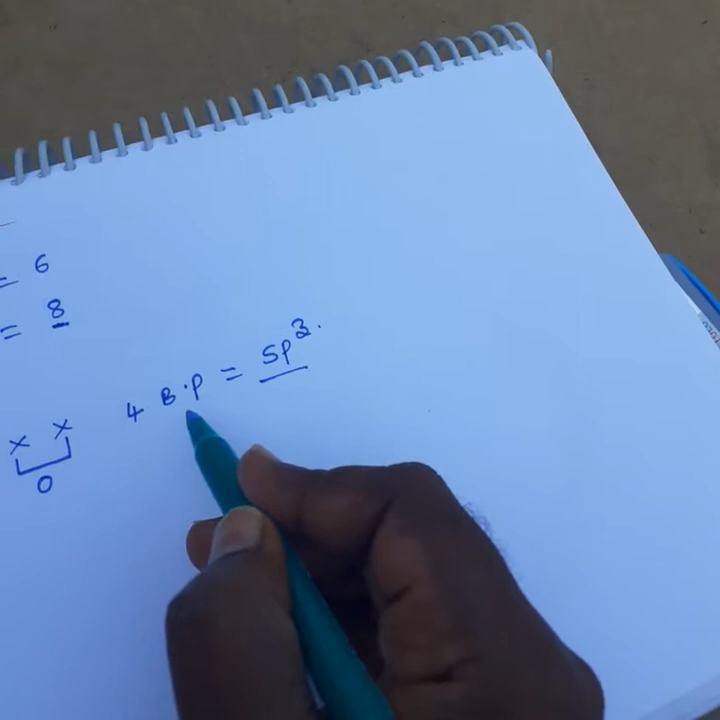 = 6
= 8
4 B.P = SP³.
x x
0